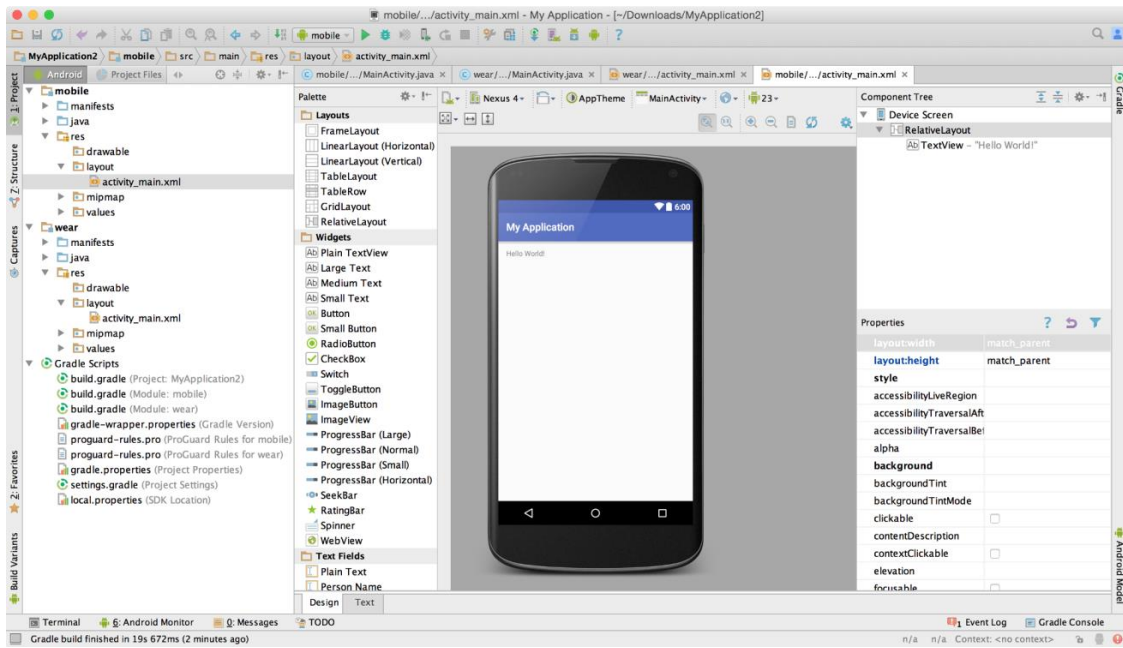 mobile/.../activity_main.xml - My Application - [~/Downloads/MyApplication2]
mobile
?
MyApplication2
mobile
src
main
res
layout
activity_main.xml
Android
Project Files
mobile/.../MainActivity.java ×
wear/.../MainActivity.java ×
wear/.../activity_main.xml ×
mobile/.../activity_main.xml ×
1: Project
Z: Structure
Captures
2: Favorites
Build Variants
mobile
manifests
java
res
drawable
layout
activity_main.xml
mipmap
values
wear
manifests
java
res
drawable
layout
activity_main.xml
mipmap
values
Gradle Scripts
build.gradle (Project: MyApplication2)
build.gradle (Module: mobile)
build.gradle (Module: wear)
gradle-wrapper.properties (Gradle Version)
proguard-rules.pro (ProGuard Rules for mobile)
proguard-rules.pro (ProGuard Rules for wear)
gradle.properties (Project Properties)
settings.gradle (Project Settings)
local.properties (SDK Location)
Palette
Layouts
FrameLayout
LinearLayout (Horizontal)
LinearLayout (Vertical)
TableLayout
TableRow
GridLayout
RelativeLayout
Widgets
Ab Plain TextView
Ab Large Text
Ab Medium Text
Ab Small Text
OK Button
OK Small Button
RadioButton
CheckBox
Switch
ToggleButton
ImageButton
ImageView
ProgressBar (Large)
ProgressBar (Normal)
ProgressBar (Small)
ProgressBar (Horizontal)
SeekBar
RatingBar
Spinner
WebView
Text Fields
Plain Text
Person Name
Design
Text
Nexus 4
AppTheme
MainActivity
23
6:00
My Application
Hello World!
Component Tree
Device Screen
RelativeLayout
Ab TextView - "Hello World!"
Properties
?
layout:width match_parent
layout:height match_parent
style
accessibilityLiveRegion
accessibilityTraversalAft
accessibilityTraversalBef
alpha
background
backgroundTint
backgroundTintMode
clickable
contentDescription
contextClickable
elevation
focusable
Gradle
Android Model
Terminal
6: Android Monitor
0: Messages
TODO
1 Event Log
Gradle Console
Gradle build finished in 19s 672ms (2 minutes ago)
n/a n/a Context: <no context>